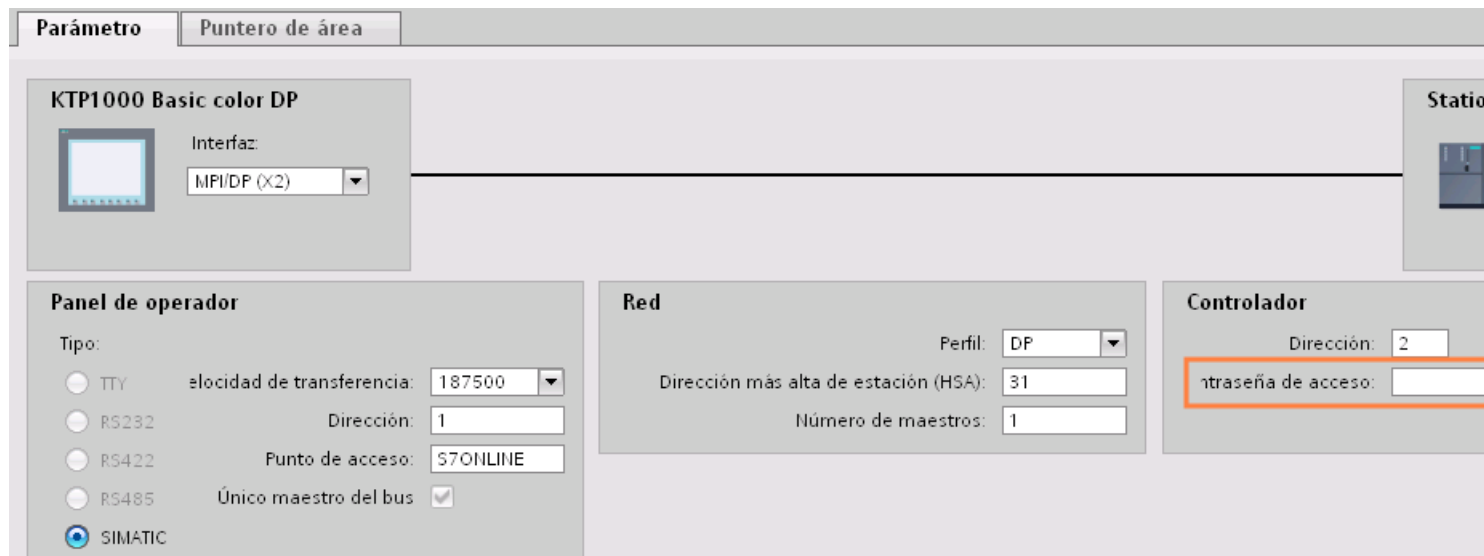 Parámetro
Puntero de área
KTP1000 Basic color DP
Interfaz:
MPI/DP (X2)
Statio
Panel de operador
Tipo:
TTY
RS232
RS422
RS485
SIMATIC
elocidad de transferencia: 187500
Dirección: 1
Punto de acceso: S7ONLINE
Único maestro del bus
Red
Perfil: DP
Dirección más alta de estación (HSA): 31
Número de maestros: 1
Controlador
Dirección: 2
ntraseña de acceso: